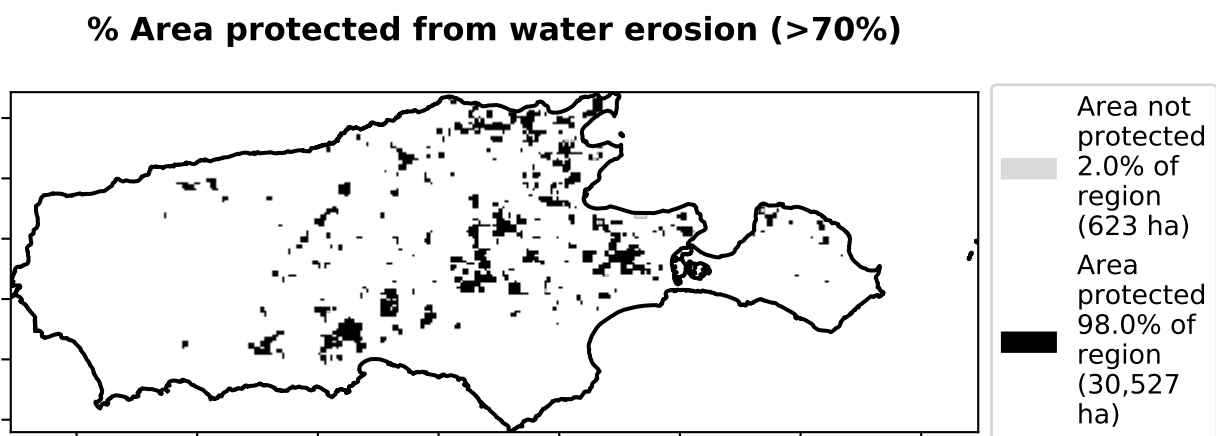 % Area protected from water erosion (>70%)
Area not
protected
2.0% of
region
(623 ha)
Area
protected
98.0% of
region
(30,527
ha)